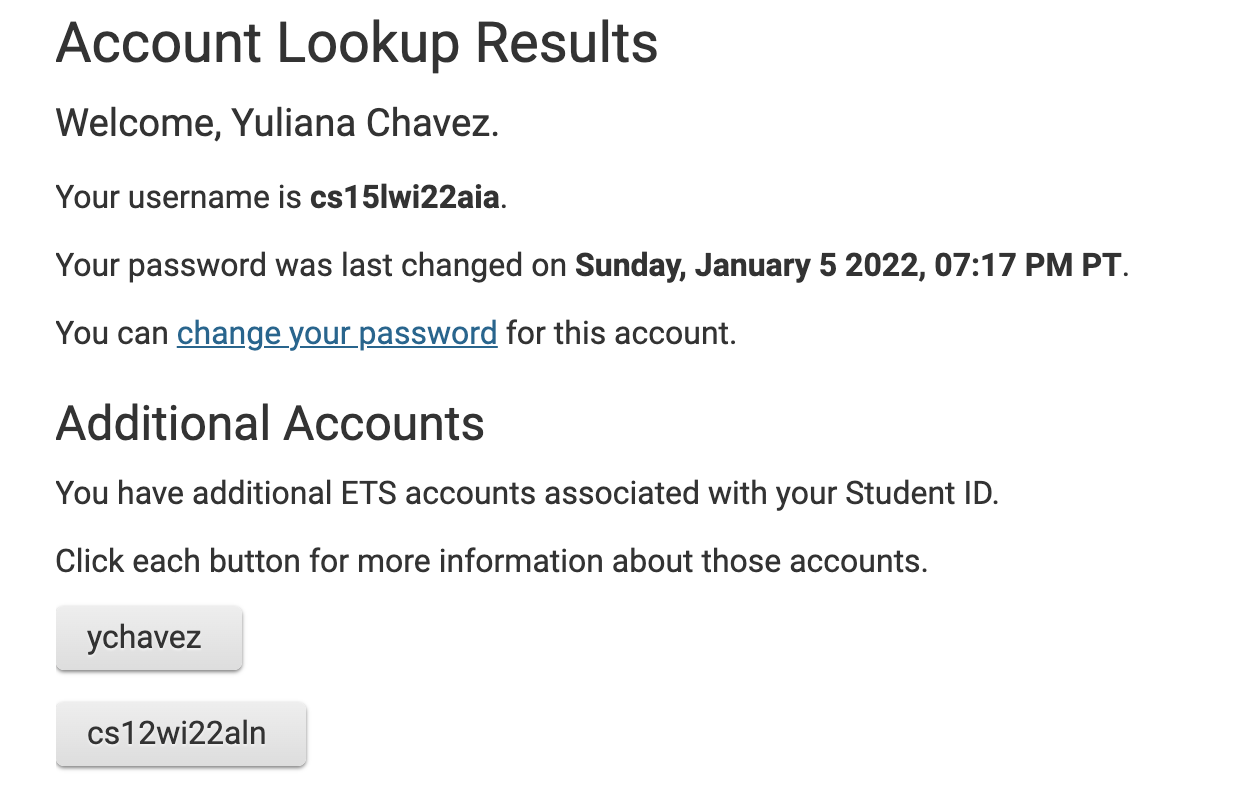 Account Lookup Results
Welcome, Yuliana Chavez.
Your username is cs15lwi22aia.
Your password was last changed on Sunday, January 5 2022, 07:17 PM PT.
You can change your password for this account.
Additional Accounts
You have additional ETS accounts associated with your Student ID.
Click each button for more information about those accounts.
ychavez
cs12wi22aln